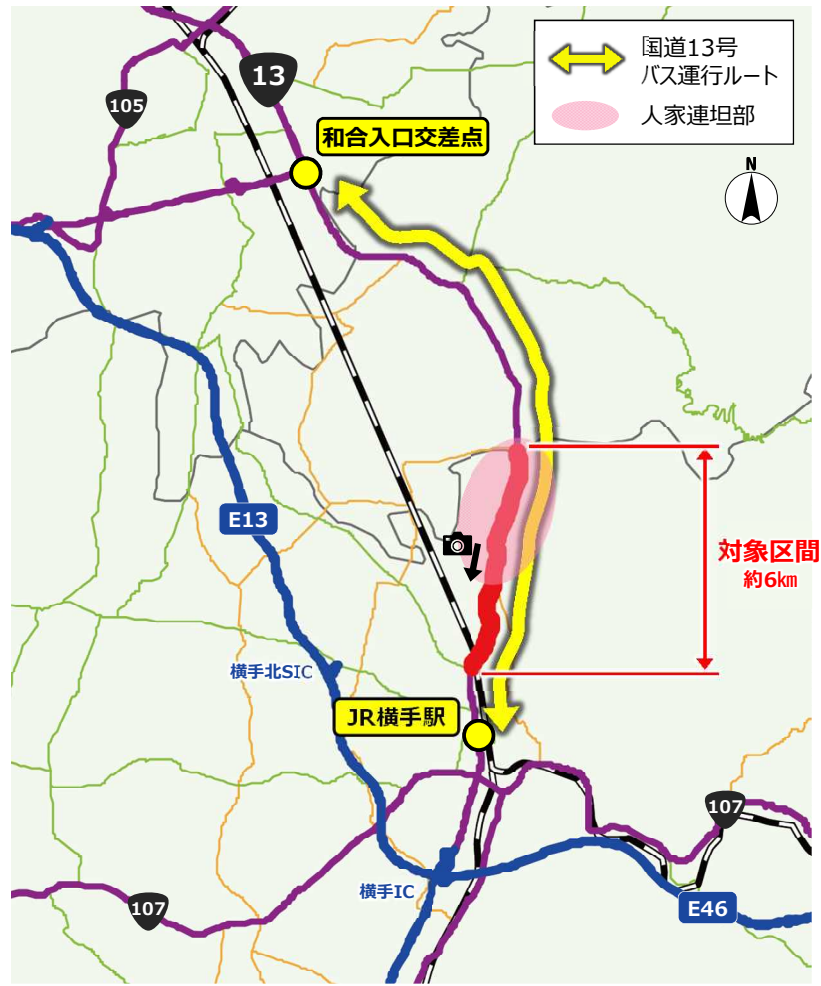 国道13号
バス運行ルート
人家連坦部
N
13
105
和合入口交差点
E13
対象区間
約6㎞
横手北SIC
JR横手駅
107
横手IC
107
E46